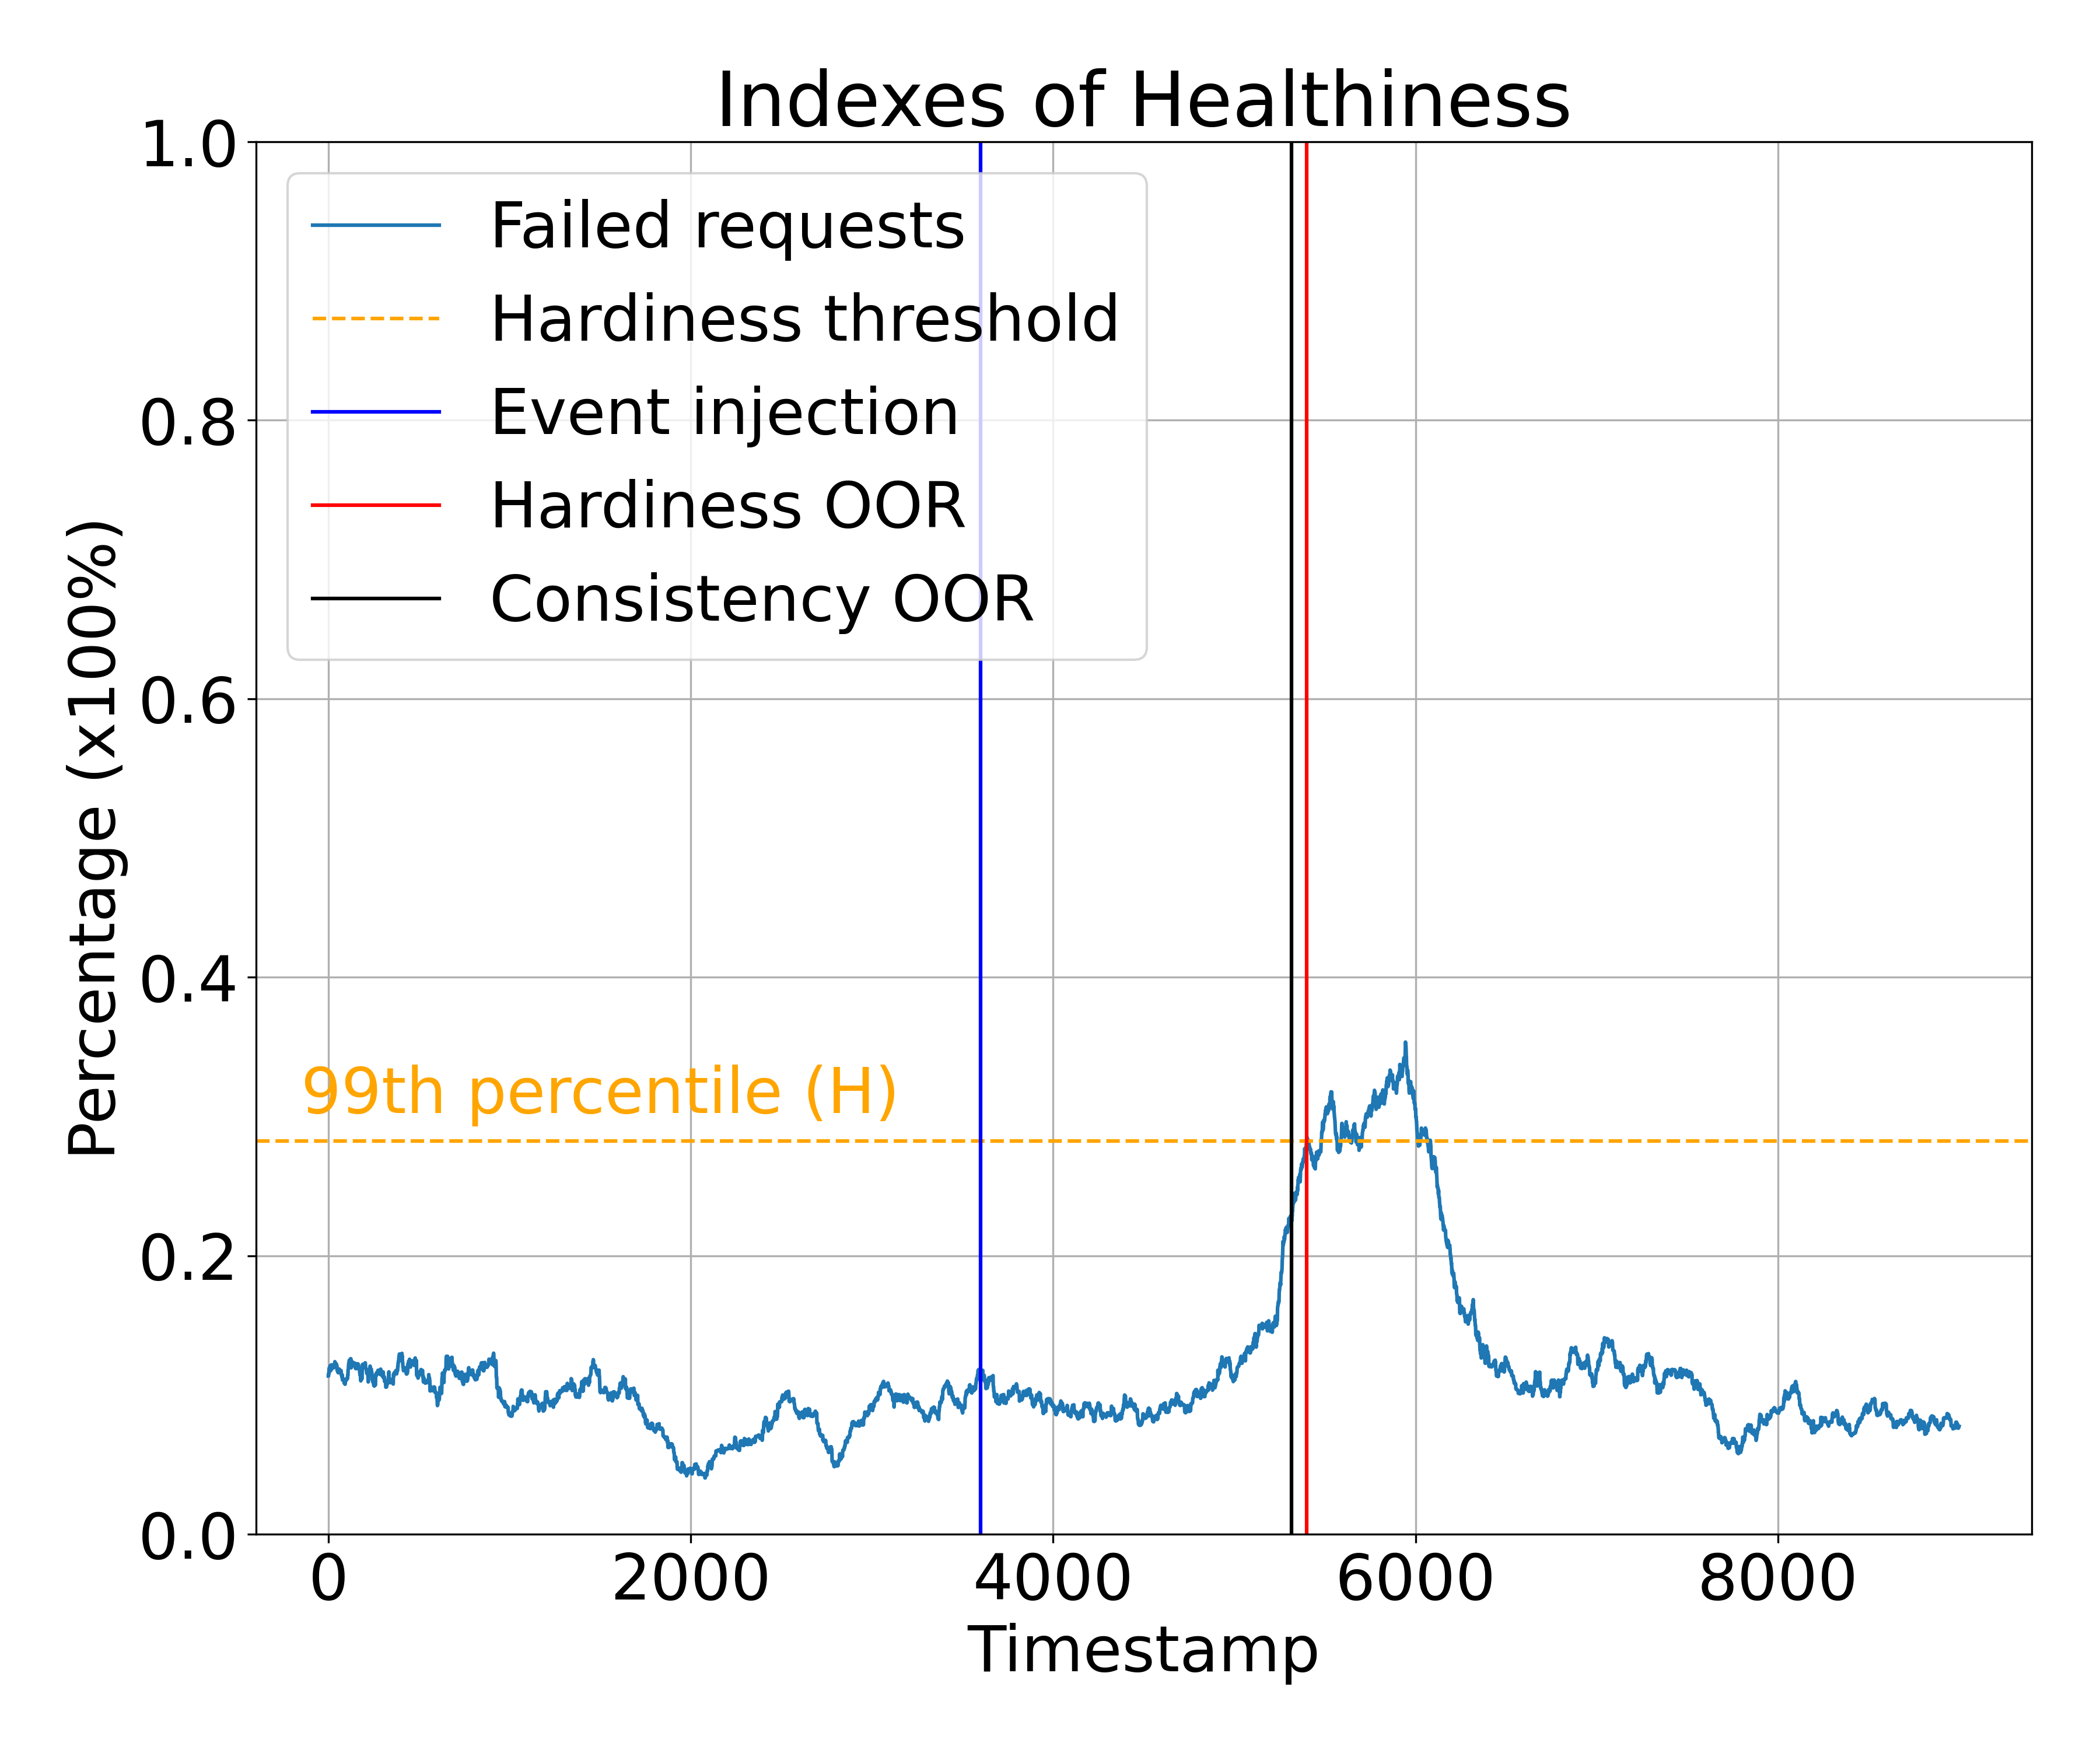 Indexes of Healthiness
1.0
0.8
0.6
0.4
0.2
0.0
Percentage (x100%)
Failed requests
Hardiness threshold
Event injection
Hardiness OOR
Consistency OOR
99th percentile (H)
0 2000 4000 6000 8000
Timestamp